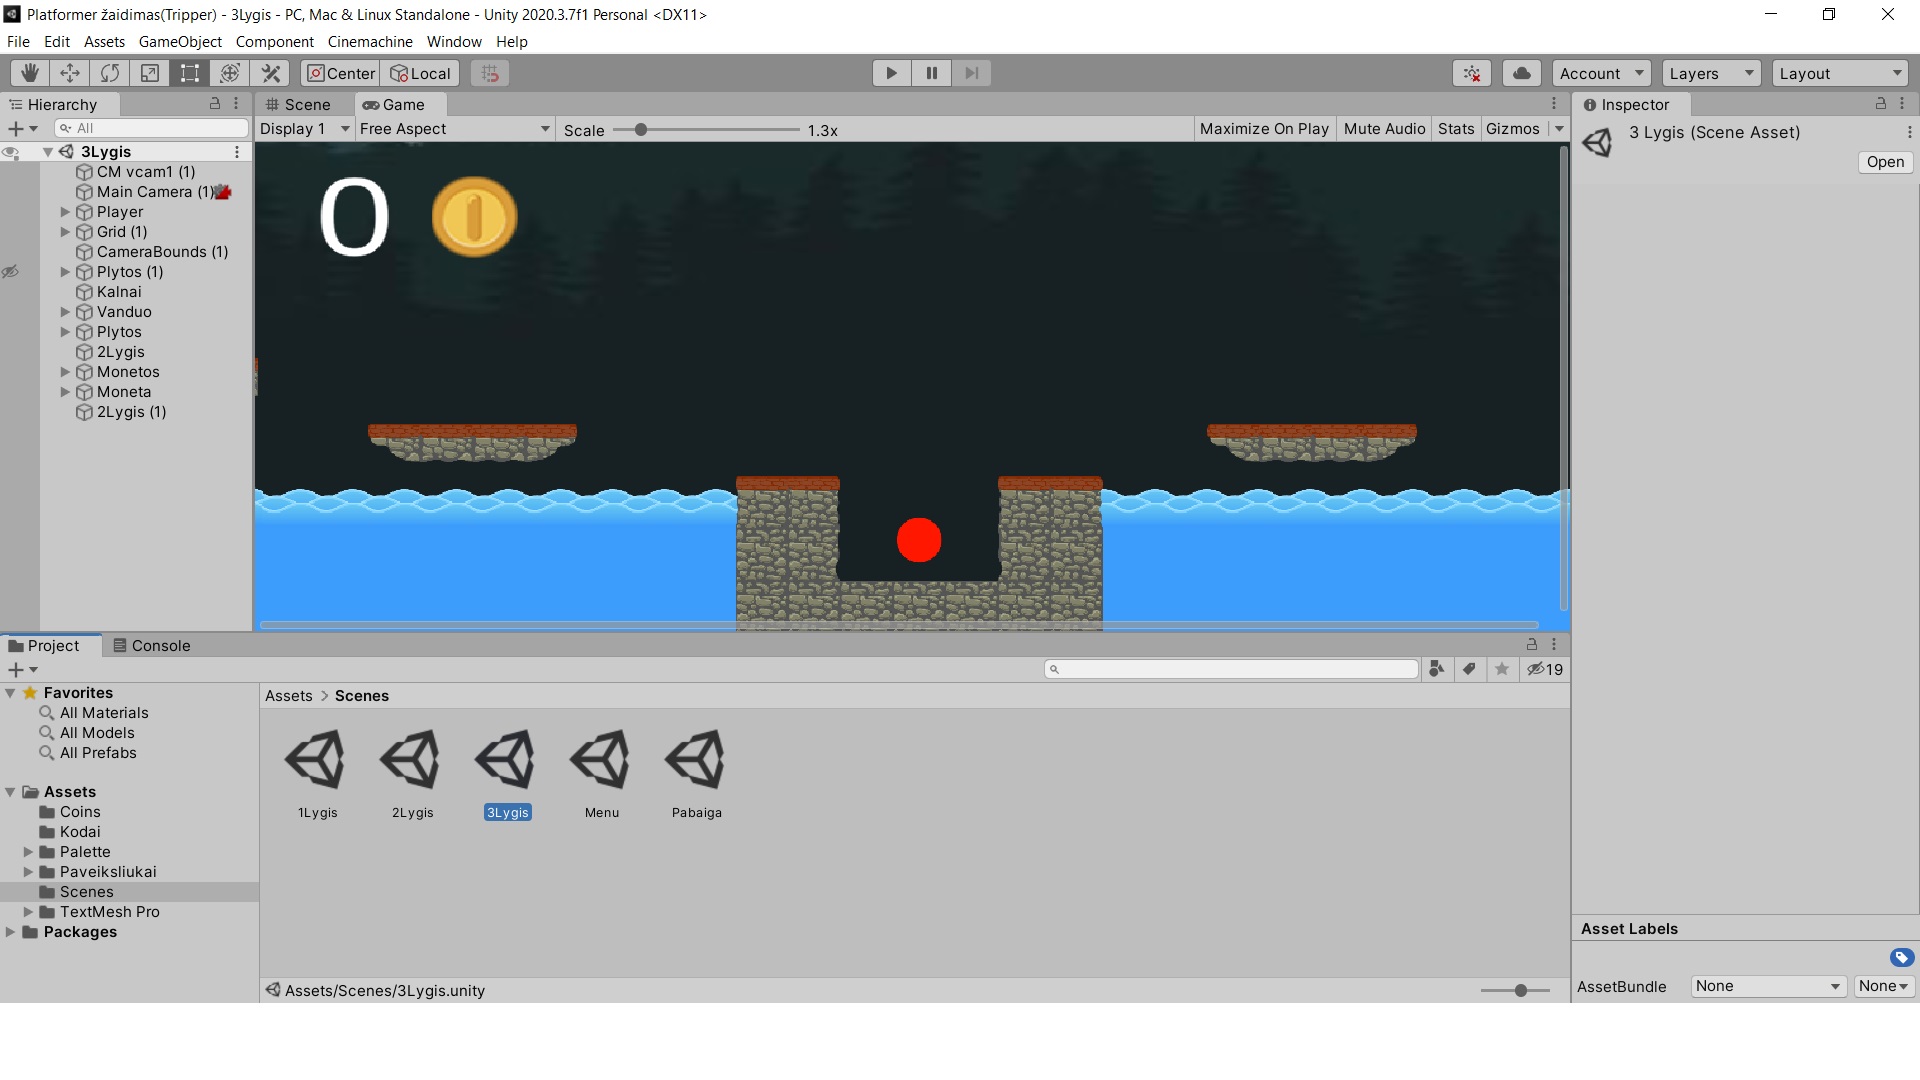 Platformer žaidimas(Tripper) - 3Lygis - PC, Mac & Linux Standalone - Unity 2020.3.7f1 Personal <DX11>
File Edit Assets GameObject Component Cinemachine Window Help
Center Local Account Layers Layout
Hierarchy
All
3Lygis
CM vcam1 (1)
Main Camera (1)
Player
Grid (1)
CameraBounds (1)
Plytos (1)
Kalnai
Vanduo
Plytos
2Lygis
Monetos
Moneta
2Lygis (1)
Scene Game
Display 1 Free Aspect Scale 1.3x Maximize On Play Mute Audio Stats Gizmos
0
Inspector
3 Lygis (Scene Asset)
Open
Project Console
19
Favorites
All Materials
All Models
All Prefabs
Assets
Coins
Kodai
Palette
Paveiksliukai
Scenes
TextMesh Pro
Packages
Assets > Scenes
1Lygis 2Lygis 3Lygis Menu Pabaiga
Assets/Scenes/3Lygis.unity
Asset Labels
AssetBundle None None